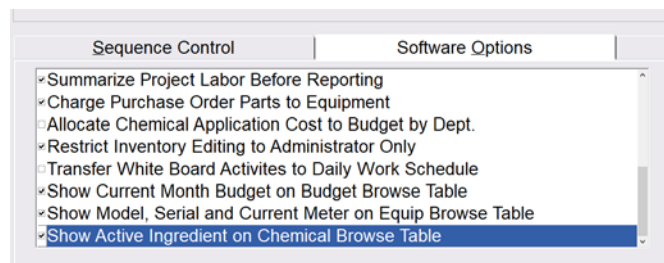 Sequence Control
Software Options
Summarize Project Labor Before Reporting
Charge Purchase Order Parts to Equipment
Allocate Chemical Application Cost to Budget by Dept.
Restrict Inventory Editing to Administrator Only
Transfer White Board Activites to Daily Work Schedule
Show Current Month Budget on Budget Browse Table
Show Model, Serial and Current Meter on Equip Browse Table
Show Active Ingredient on Chemical Browse Table